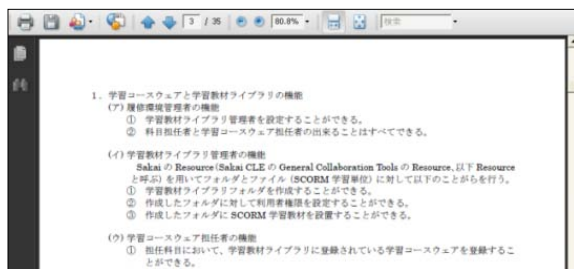 3 / 35 80.8% 検索
1. 学習コースウェアと学習教材ライブラリの機能
(ア) 履修環境管理者の機能
① 学習教材ライブラリ管理者を設定することができる。
② 科目担任者と学習コースウェア担任者の出来ることはすべてできる。
(イ) 学習教材ライブラリ管理者の機能
Sakai の Resource(Sakai CLE の General Collaboration Tools の Resource、以下 Resource
と呼ぶ) を用いてフォルダとファイル (SCORM 学習単位) に対して以下のことがらを行う。
① 学習教材ライブラリフォルダを作成することができる。
② 作成したフォルダに対して利用者権限を設定することができる。
③ 作成したフォルダに SCORM 学習教材を設置することができる。
(ウ) 学習コースウェア担任者の機能
① 担任科目において、学習教材ライブラリに登録されている学習コースウェアを登録するこ
とができる。